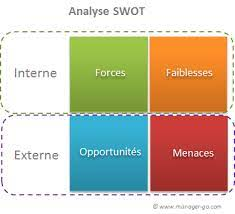 Analyse SWOT
Interne Forces Faiblesses
Externe Opportunités Menaces
© www.manager-go.com